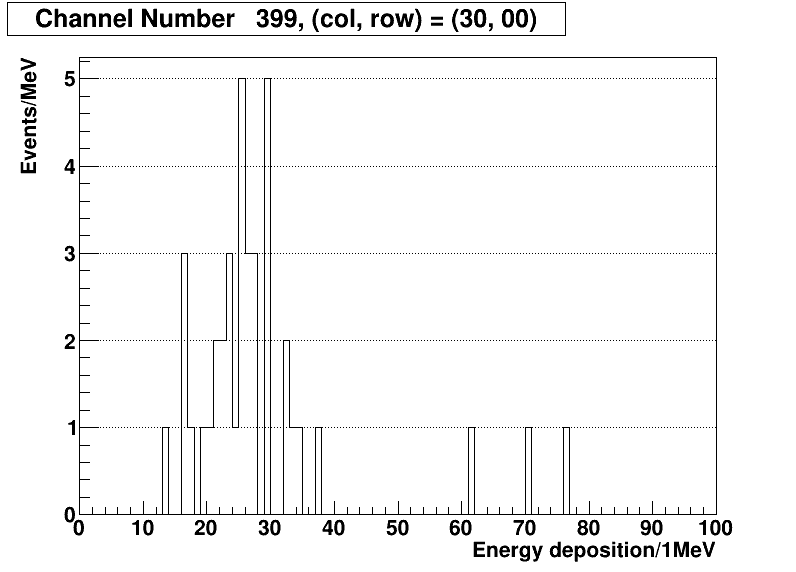 Channel Number   399, (col, row) = (30, 00)
Events/MeV
5
4
3
2
1
0
0 10 20 30 40 50 60 70 80 90 100
Energy deposition/1MeV